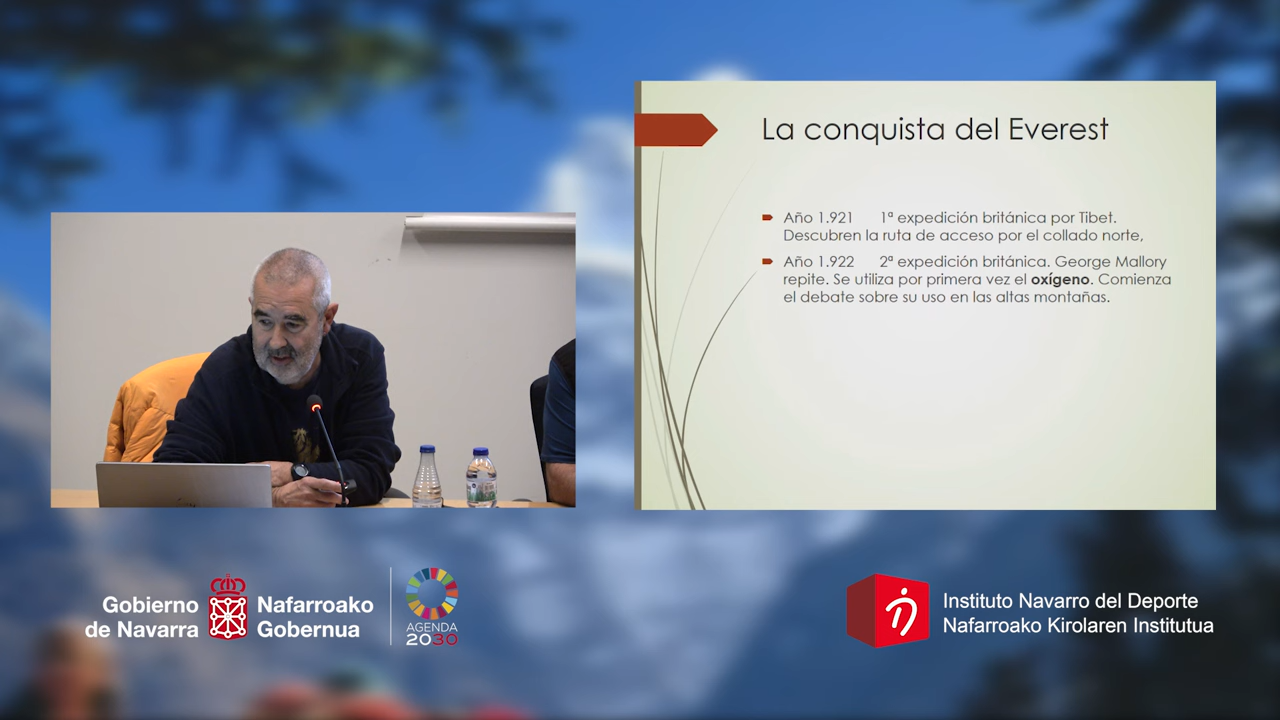 La conquista del Everest
Año 1.921 1ª expedición británica por Tibet.
Descubren la ruta de acceso por el collado norte,
Año 1.922 2ª expedición británica. George Mallory
repite. Se utiliza por primera vez el oxígeno. Comienza
el debate sobre su uso en las altas montañas.
Gobierno
de Navarra
Nafarroako
Gobernua
AGENDA
2030
Instituto Navarro del Deporte
Nafarroako Kirolaren Institutua